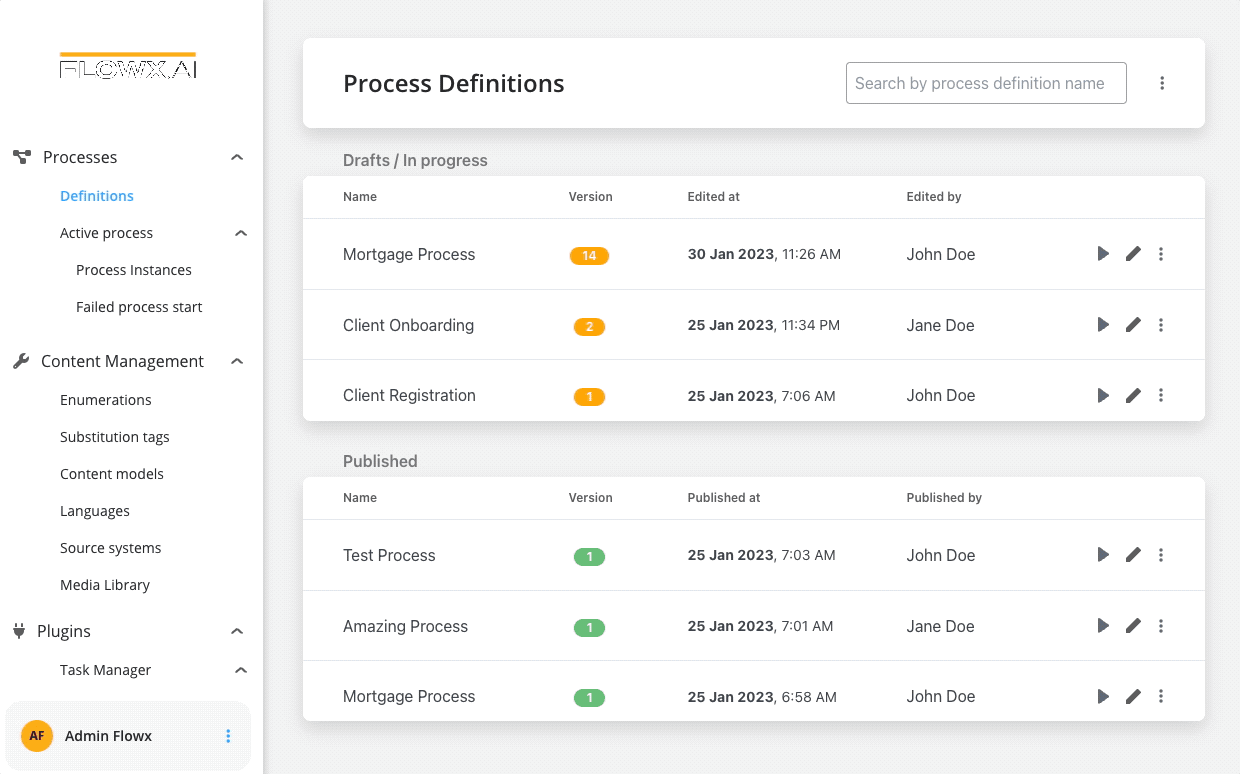 FLOWX.AI
Processes
Definitions
Active process
Process Instances
Failed process start
Content Management
Enumerations
Substitution tags
Content models
Languages
Source systems
Media Library
Plugins
Task Manager
AF Admin Flowx
Process Definitions
Search by process definition name
Drafts / In progress
Name Version Edited at Edited by
Mortgage Process 14 30 Jan 2023, 11:26 AM John Doe
Client Onboarding 2 25 Jan 2023, 11:34 PM Jane Doe
Client Registration 1 25 Jan 2023, 7:06 AM John Doe
Published
Name Version Published at Published by
Test Process 1 25 Jan 2023, 7:03 AM John Doe
Amazing Process 1 25 Jan 2023, 7:01 AM Jane Doe
Mortgage Process 1 25 Jan 2023, 6:58 AM John Doe